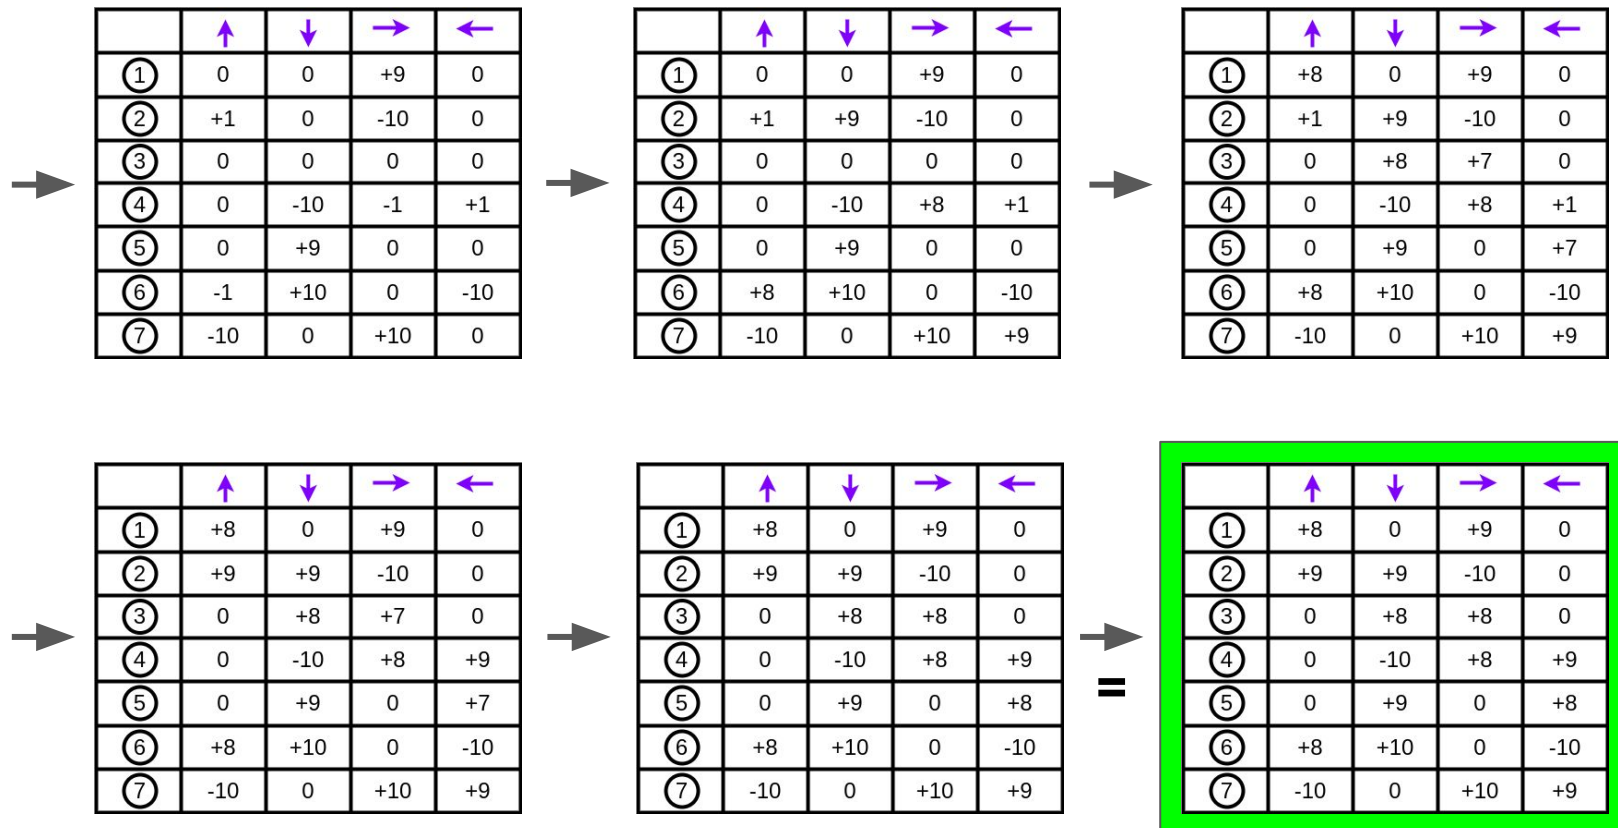 ↑ ↓ → ←
① 0 0 +9 0
② +1 0 -10 0
③ 0 0 0 0
④ 0 -10 -1 +1
⑤ 0 +9 0 0
⑥ -1 +10 0 -10
⑦ -10 0 +10 0
↑ ↓ → ←
① 0 0 +9 0
② +1 +9 -10 0
③ 0 0 0 0
④ 0 -10 +8 +1
⑤ 0 +9 0 0
⑥ +8 +10 0 -10
⑦ -10 0 +10 +9
↑ ↓ → ←
① +8 0 +9 0
② +1 +9 -10 0
③ 0 +8 +7 0
④ 0 -10 +8 +1
⑤ 0 +9 0 +7
⑥ +8 +10 0 -10
⑦ -10 0 +10 +9
↑ ↓ → ←
① +8 0 +9 0
② +9 +9 -10 0
③ 0 +8 +7 0
④ 0 -10 +8 +9
⑤ 0 +9 0 +7
⑥ +8 +10 0 -10
⑦ -10 0 +10 +9
↑ ↓ → ←
① +8 0 +9 0
② +9 +9 -10 0
③ 0 +8 +8 0
④ 0 -10 +8 +9
⑤ 0 +9 0 +8
⑥ +8 +10 0 -10
⑦ -10 0 +10 +9
=
↑ ↓ → ←
① +8 0 +9 0
② +9 +9 -10 0
③ 0 +8 +8 0
④ 0 -10 +8 +9
⑤ 0 +9 0 +8
⑥ +8 +10 0 -10
⑦ -10 0 +10 +9